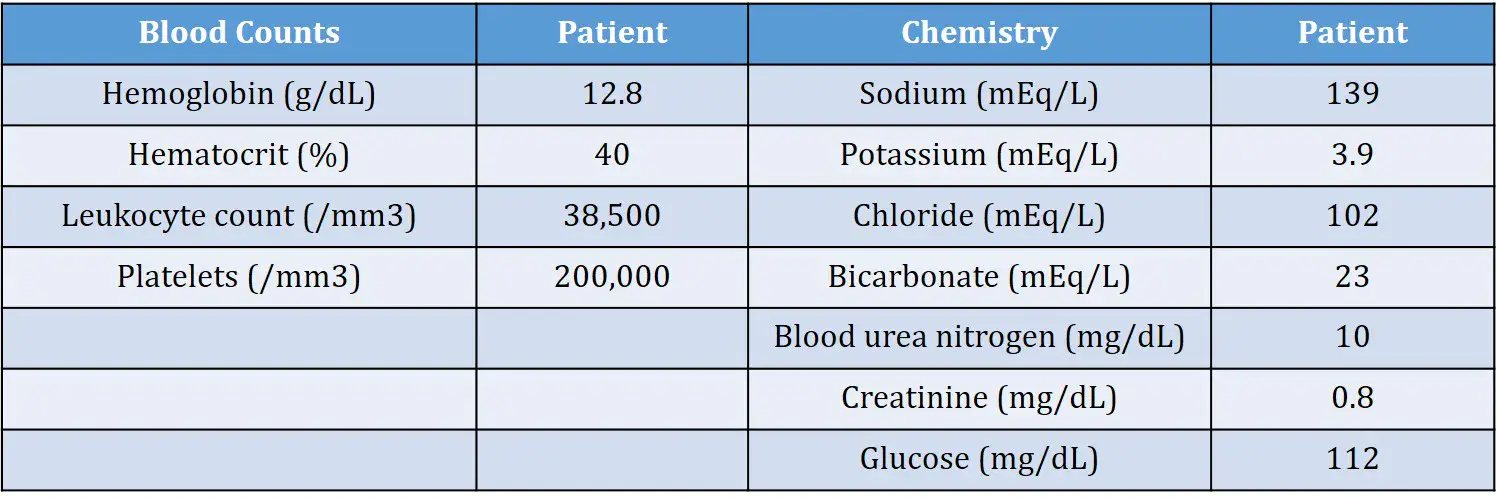 Blood Counts Patient Chemistry Patient
Hemoglobin (g/dL) 12.8 Sodium (mEq/L) 139
Hematocrit (%) 40 Potassium (mEq/L) 3.9
Leukocyte count (/mm3) 38,500 Chloride (mEq/L) 102
Platelets (/mm3) 200,000 Bicarbonate (mEq/L) 23
Blood urea nitrogen (mg/dL) 10
Creatinine (mg/dL) 0.8
Glucose (mg/dL) 112